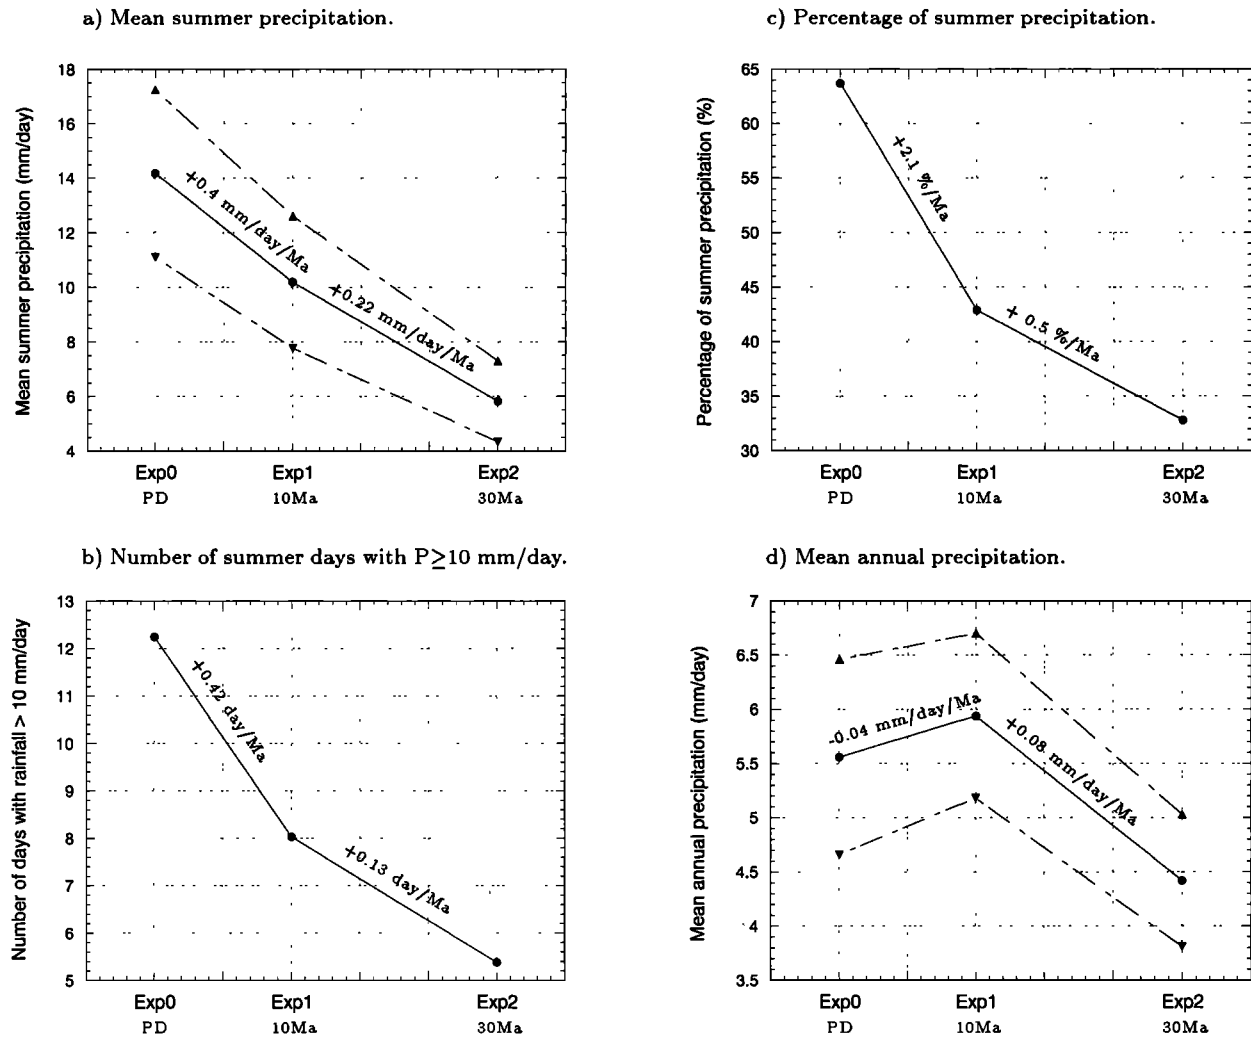 a) Mean summer precipitation.
Mean summer precipitation (mm/day)
18
16
14
12
10
8
6
4
+0.4 mm/day/Ma
+0.22 mm/day/Ma
Exp0 Exp1 Exp2
PD 10Ma 30Ma
c) Percentage of summer precipitation.
Percentage of summer precipitation (%)
65
60
55
50
45
40
35
30
+2.1 %/Ma
+ 0.5 %/Ma
Exp0 Exp1 Exp2
PD 10Ma 30Ma
b) Number of summer days with P≥10 mm/day.
Number of days with rainfall > 10 mm/day
13
12
11
10
9
8
7
6
5
+0.42 day/Ma
+0.13 day/Ma
Exp0 Exp1 Exp2
PD 10Ma 30Ma
d) Mean annual precipitation.
Mean annual precipitation (mm/day)
7
6.5
6
5.5
5
4.5
4
3.5
-0.04 mm/day/Ma
+0.08 mm/day/Ma
Exp0 Exp1 Exp2
PD 10Ma 30Ma